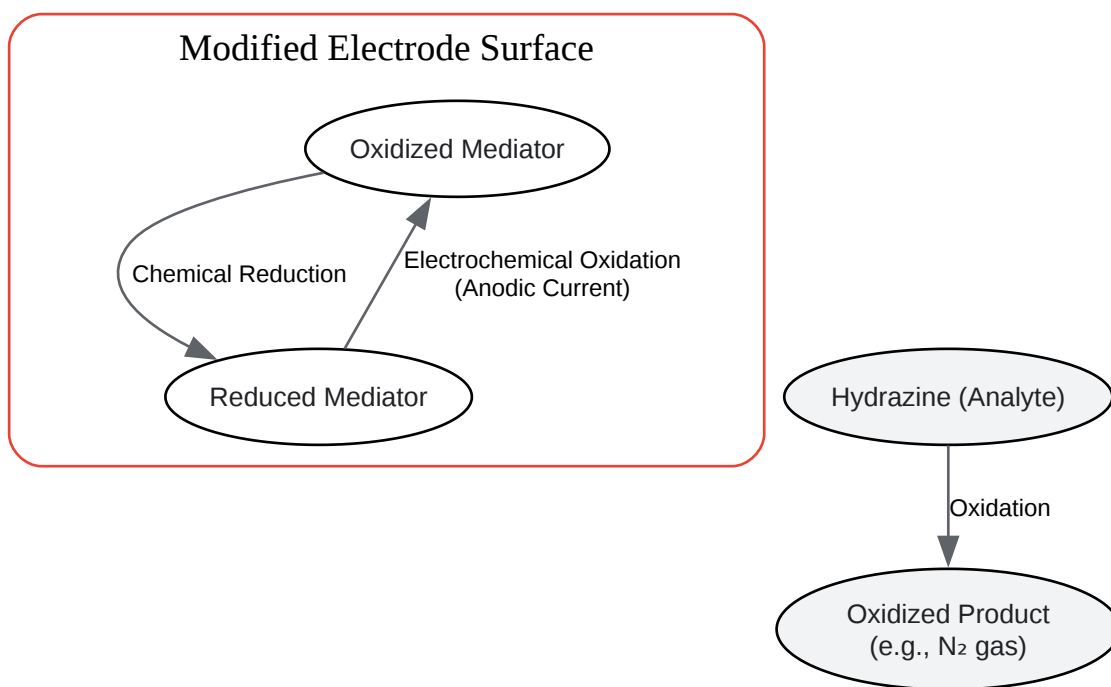 Modified Electrode Surface
Oxidized Mediator
Chemical Reduction
Electrochemical Oxidation
(Anodic Current)
Reduced Mediator
Hydrazine (Analyte)
Oxidation
Oxidized Product
(e.g., N₂ gas)